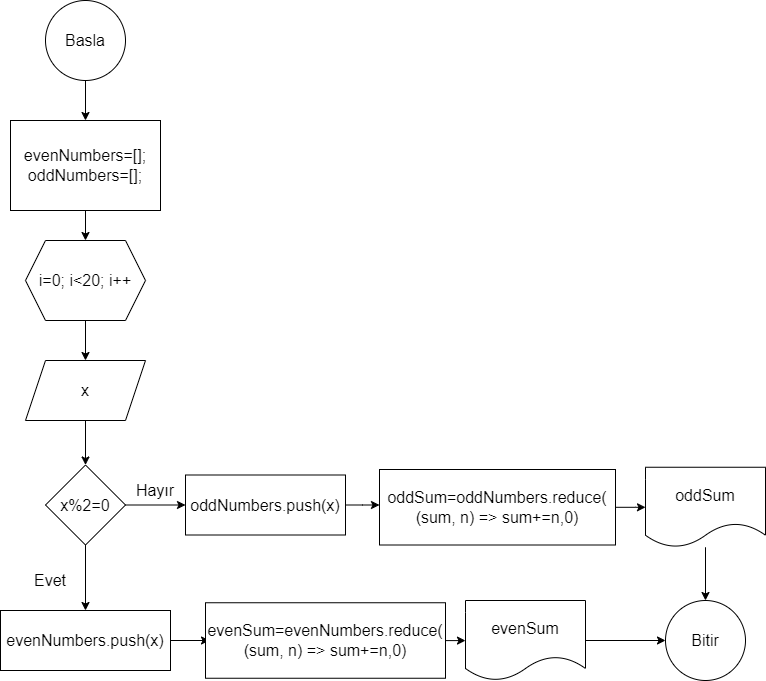 Basla
evenNumbers=[];
oddNumbers=[];
i=0; i<20; i++
x
x%2=0
Hayır
oddNumbers.push(x)
oddSum=oddNumbers.reduce(
(sum, n) => sum+=n,0)
oddSum
Evet
evenNumbers.push(x)
evenSum=evenNumbers.reduce(
(sum, n) => sum+=n,0)
evenSum
Bitir